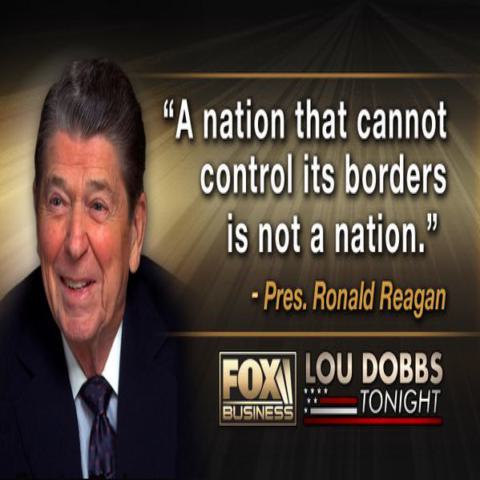 “A nation that cannot
control its borders
is not a nation.”
- Pres. Ronald Reagan
FOX
BUSINESS
LOU DOBBS
TONIGHT